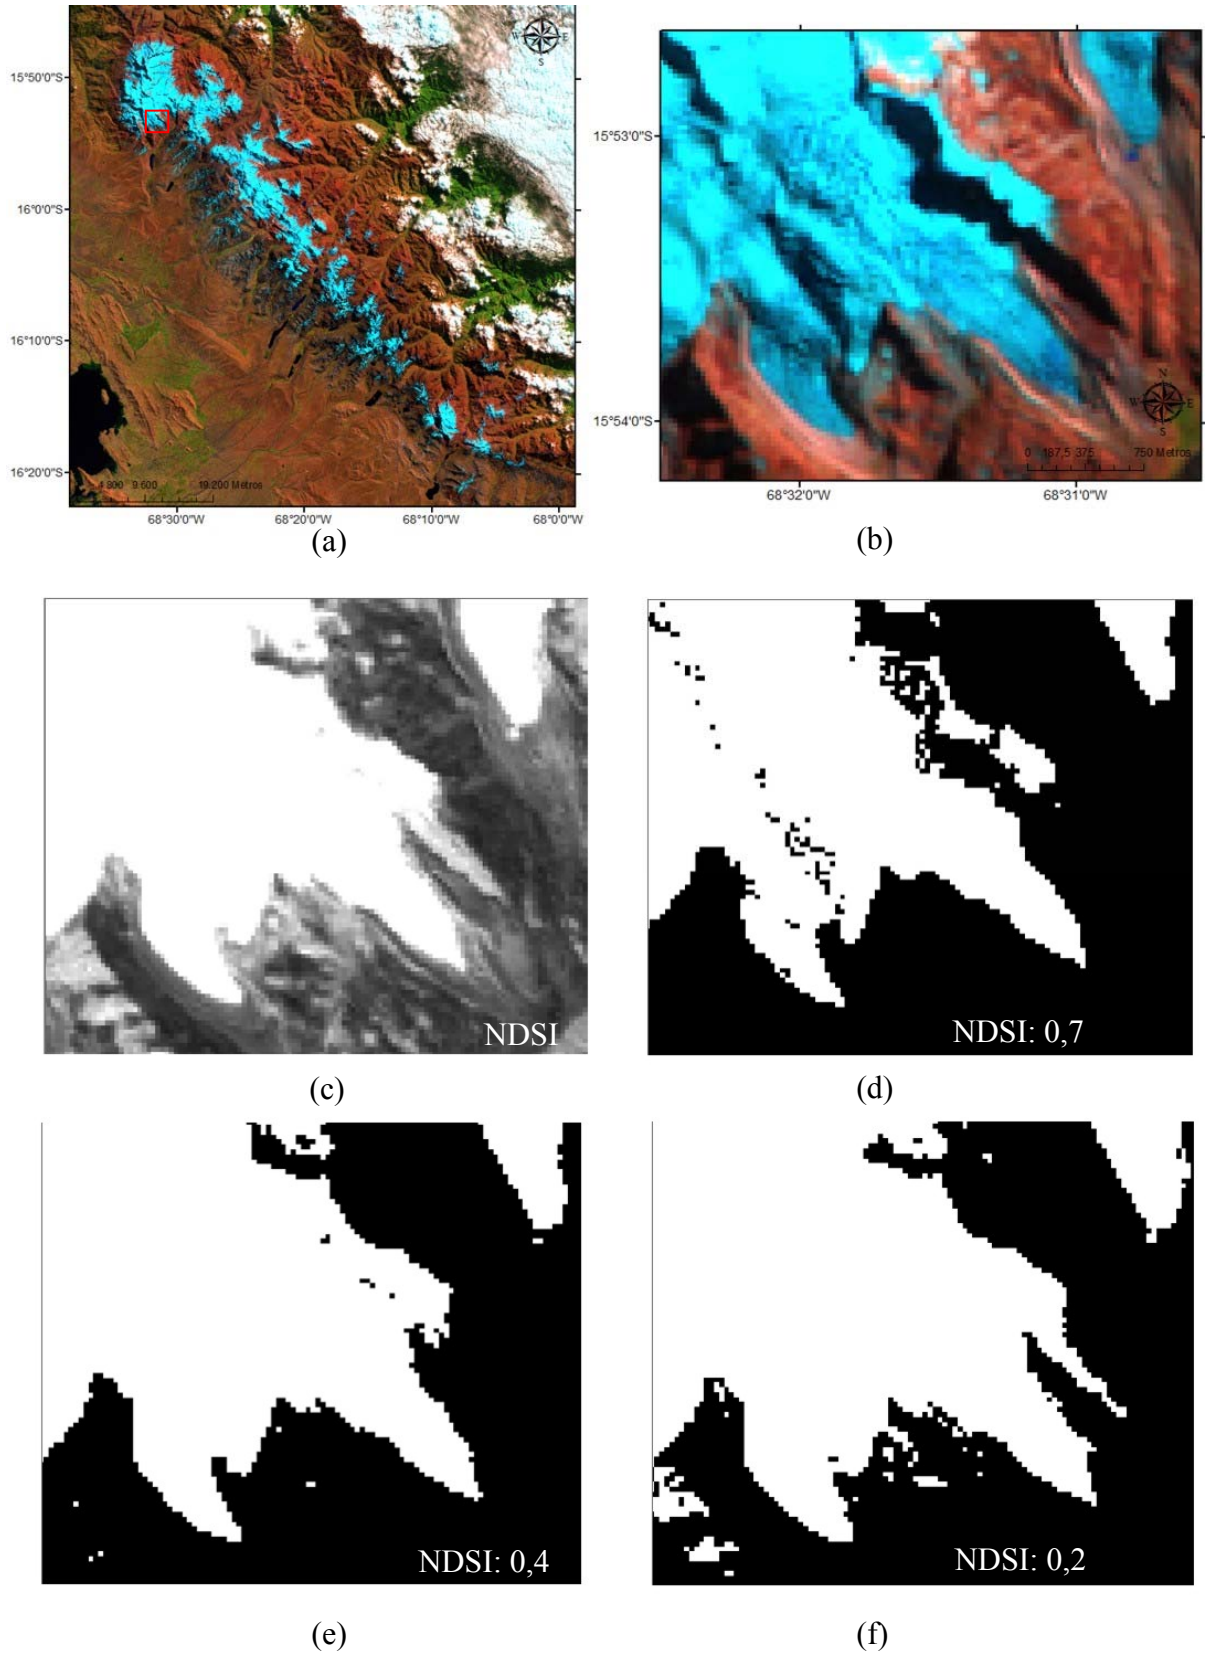 15°50'0"S
16°0'0"S
16°10'0"S
16°20'0"S
N
W E
S
4 800 9 600 19 200 Metros
68°30'0"W 68°20'0"W 68°10'0"W 68°0'0"W
(a)
15°53'0"S
15°54'0"S
N
W E
S
0 187,5 375 750 Metros
68°32'0"W 68°31'0"W
(b)
NDSI
(c)
NDSI: 0,7
(d)
NDSI: 0,4
(e)
NDSI: 0,2
(f)